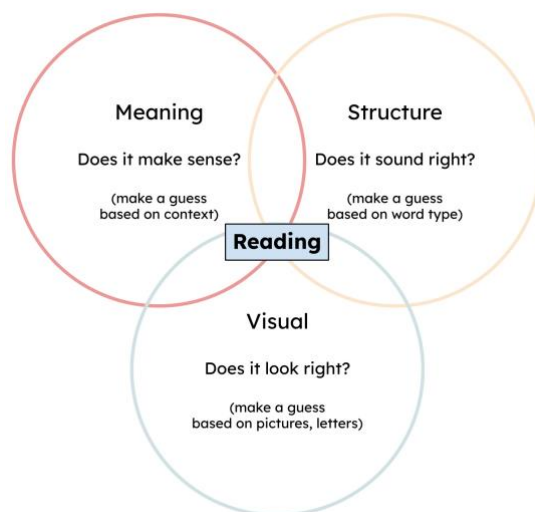 Meaning
Does it make sense?
(make a guess
based on context)
Structure
Does it sound right?
(make a guess
based on word type)
Reading
Visual
Does it look right?
(make a guess
based on pictures, letters)